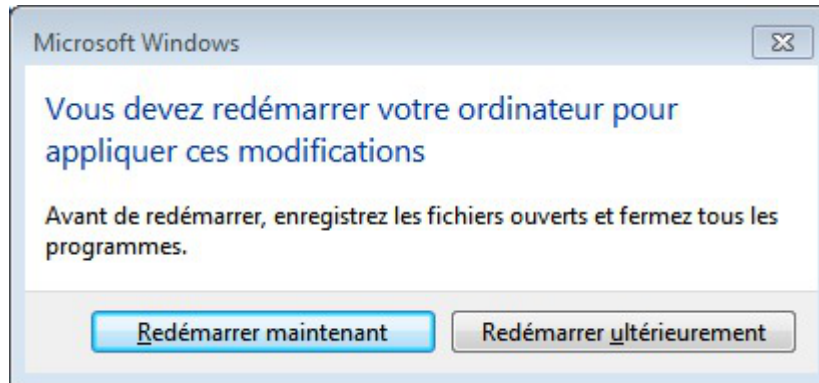 Microsoft Windows
Vous devez redémarrer votre ordinateur pour
appliquer ces modifications
Avant de redémarrer, enregistrez les fichiers ouverts et fermez tous les
programmes.
Redémarrer maintenant
Redémarrer ultérieurement